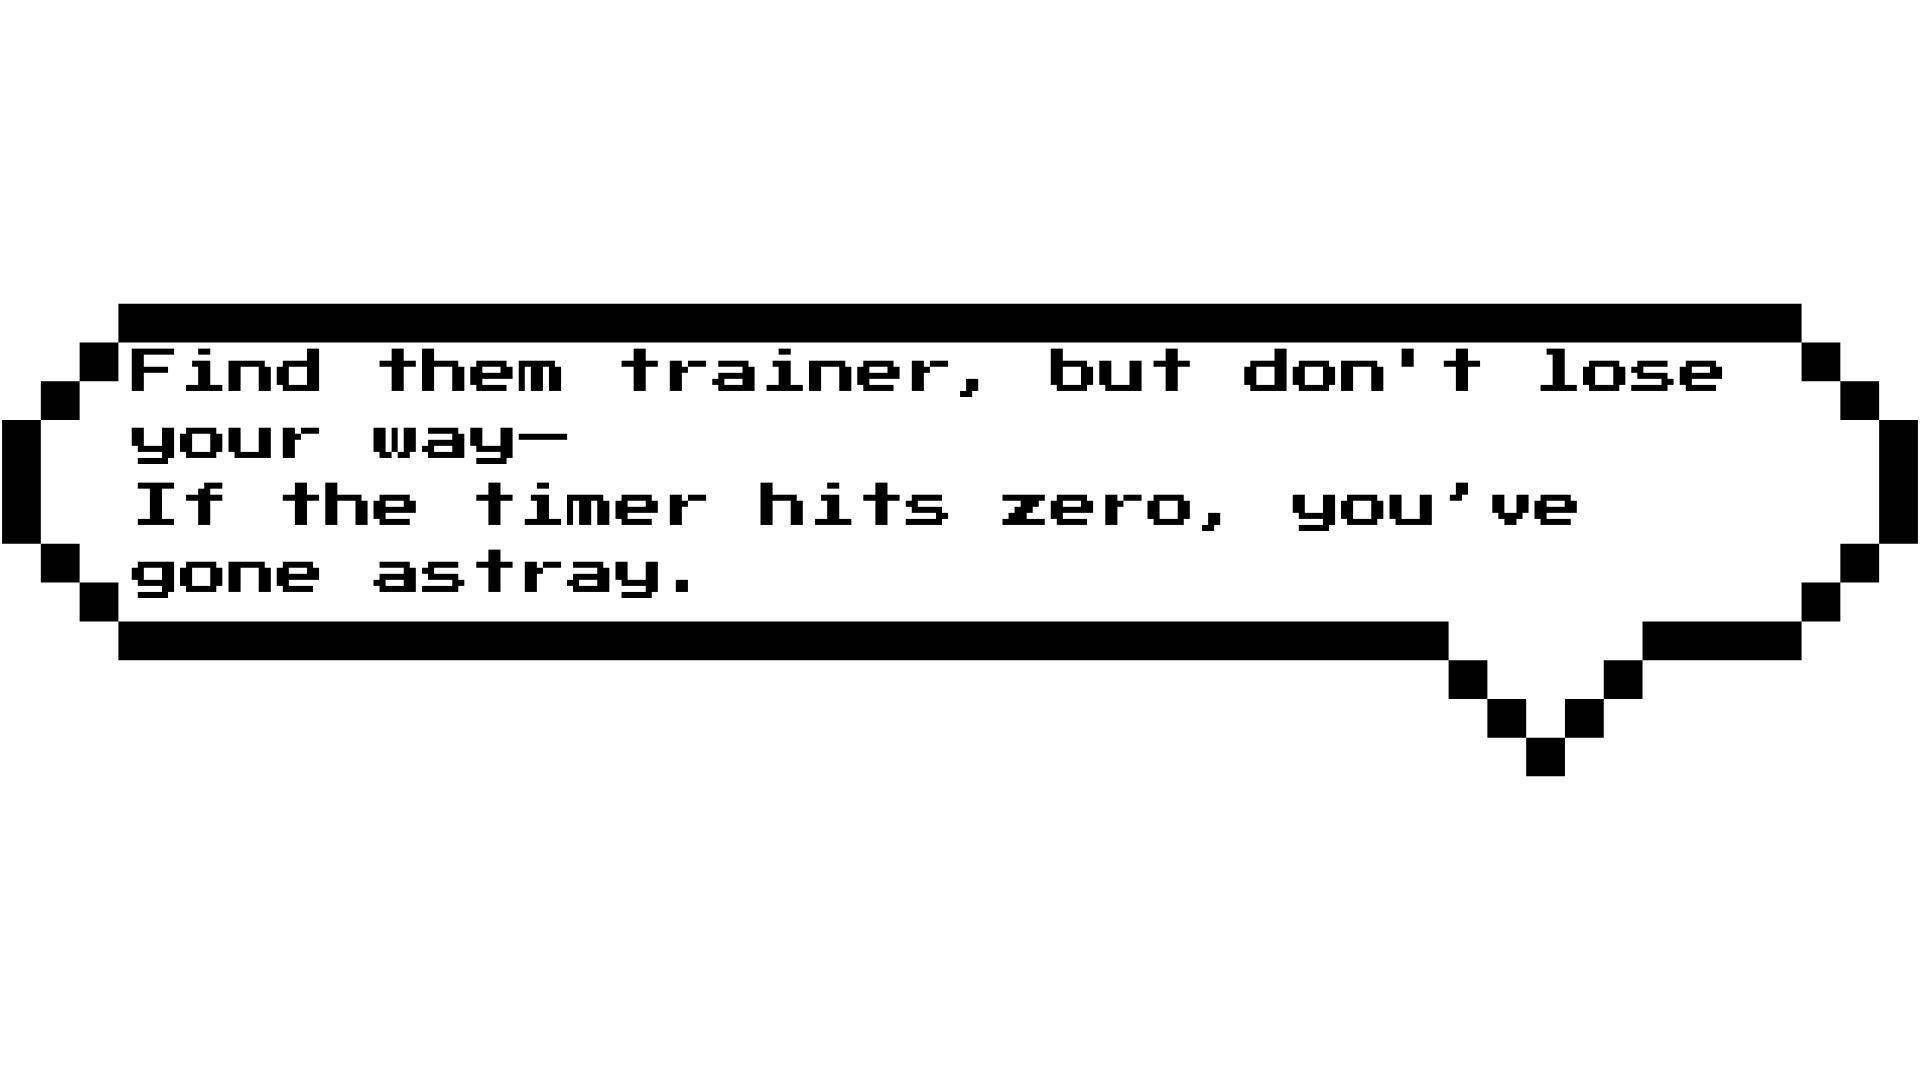 Find them trainer, but don't lose
your way—
If the timer hits zero, you’ve
gone astray.